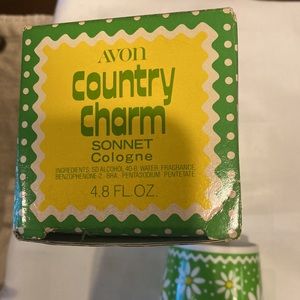 AVON
Country
Charm
SONNET
Cologne
INGREDIENTS: SD ALCOHOL 40-B, WATER, FRAGRANCE,
BENZOPHENONE-2, BHA, PENTASODIUM PENTETATE
4.8 FL. OZ.